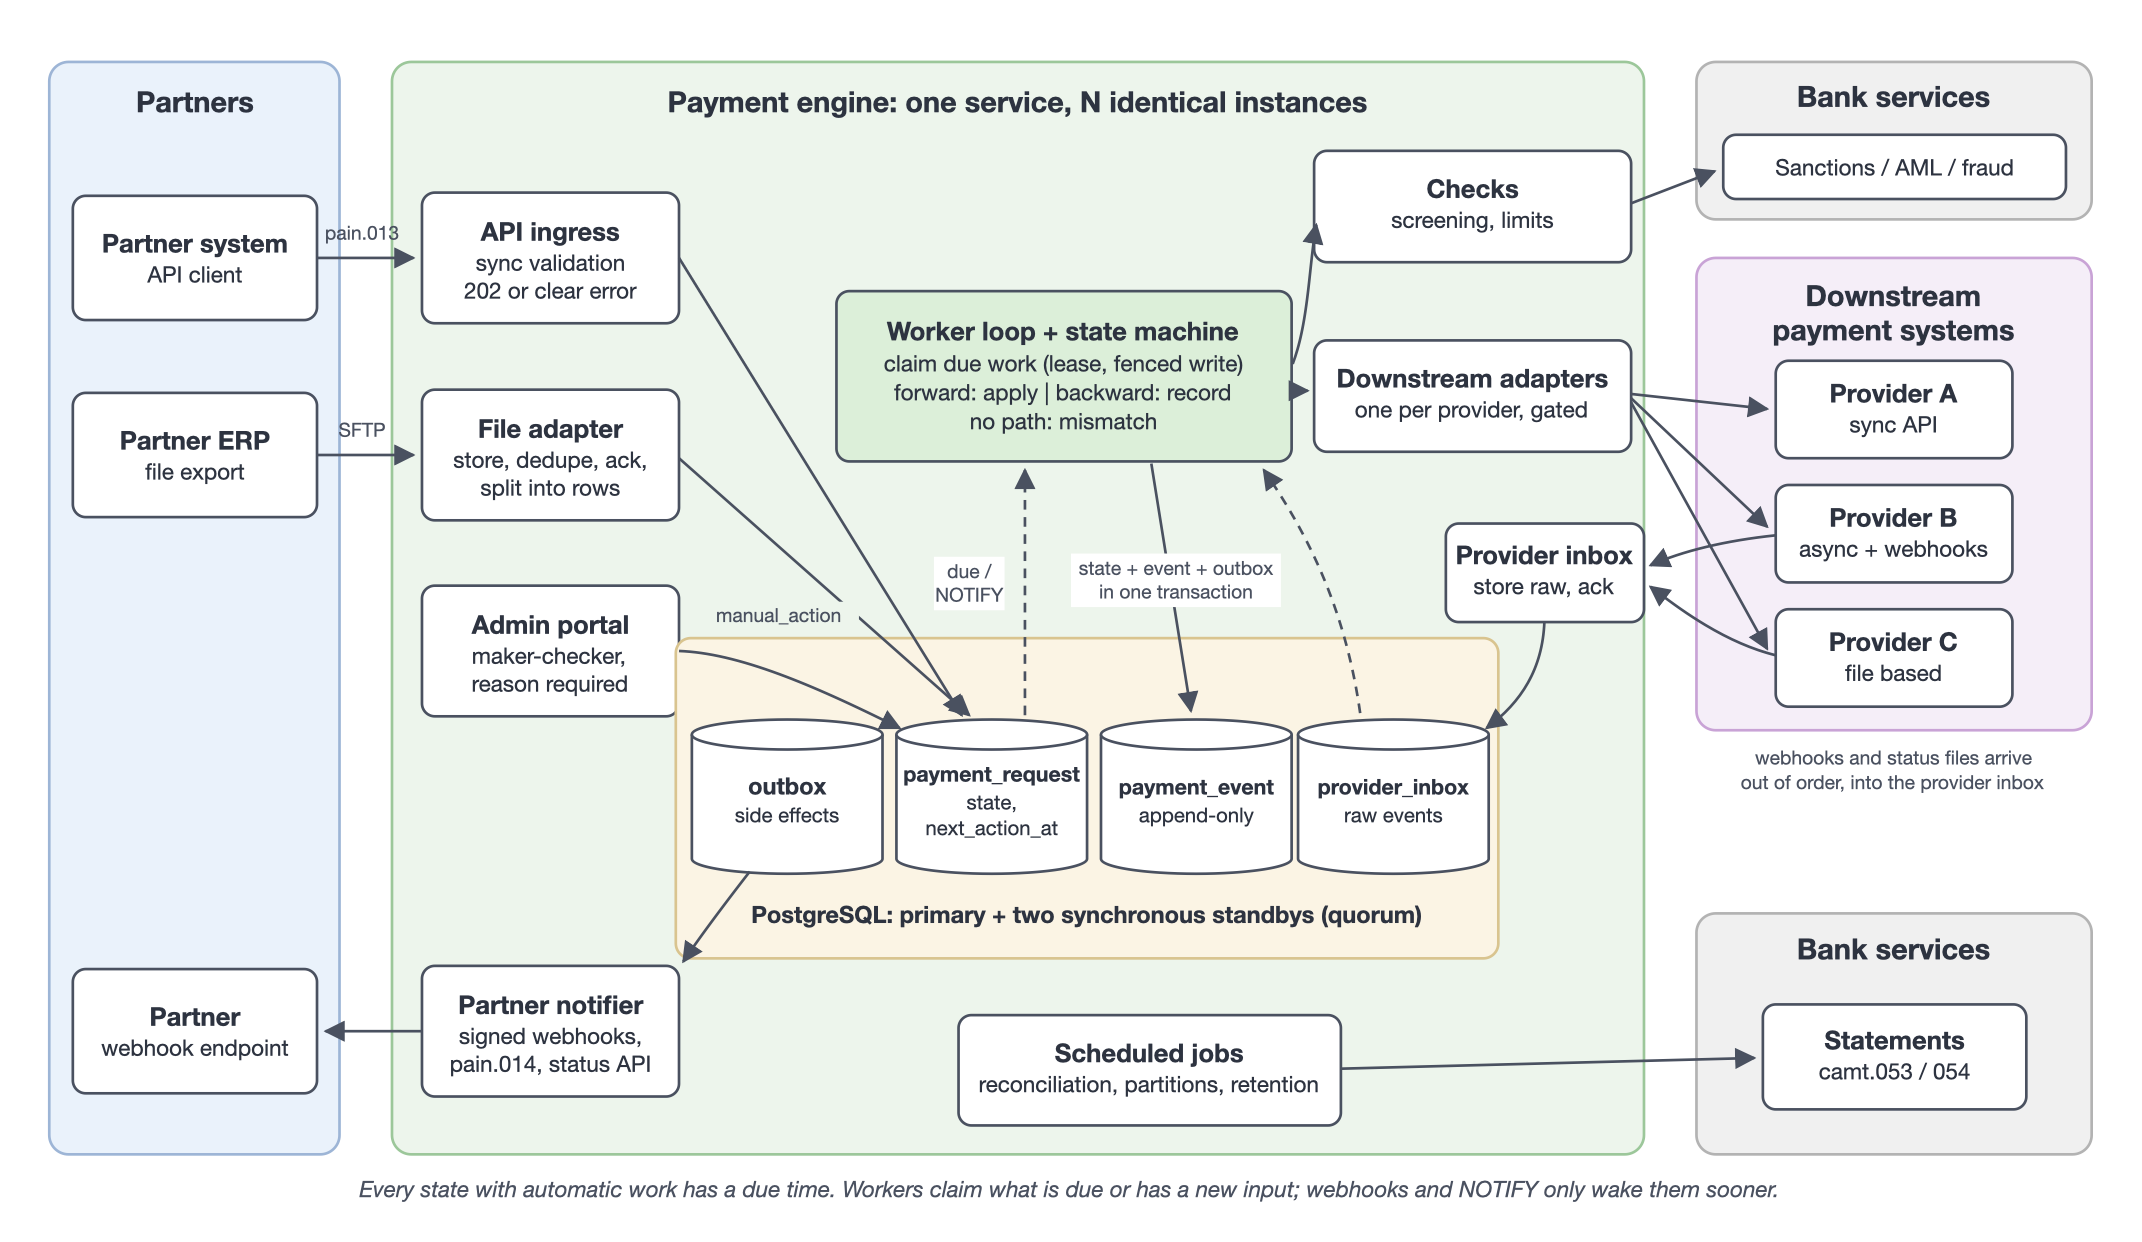 Partners
Partner system
API client
Partner ERP
file export
Partner
webhook endpoint
pain.013
SFTP
Payment engine: one service, N identical instances
API ingress
sync validation
202 or clear error
File adapter
store, dedupe, ack,
split into rows
Admin portal
maker-checker,
reason required
manual_action
Worker loop + state machine
claim due work (lease, fenced write)
forward: apply | backward: record
no path: mismatch
Checks
screening, limits
Downstream adapters
one per provider, gated
due /
NOTIFY
state + event + outbox
in one transaction
Provider inbox
store raw, ack
outbox
side effects
payment_request
state,
next_action_at
payment_event
append-only
provider_inbox
raw events
PostgreSQL: primary + two synchronous standbys (quorum)
Partner notifier
signed webhooks,
pain.014, status API
Scheduled jobs
reconciliation, partitions, retention
Bank services
Sanctions / AML / fraud
Downstream
payment systems
Provider A
sync API
Provider B
async + webhooks
Provider C
file based
webhooks and status files arrive
out of order, into the provider inbox
Bank services
Statements
camt.053 / 054
Every state with automatic work has a due time. Workers claim what is due or has a new input; webhooks and NOTIFY only wake them sooner.